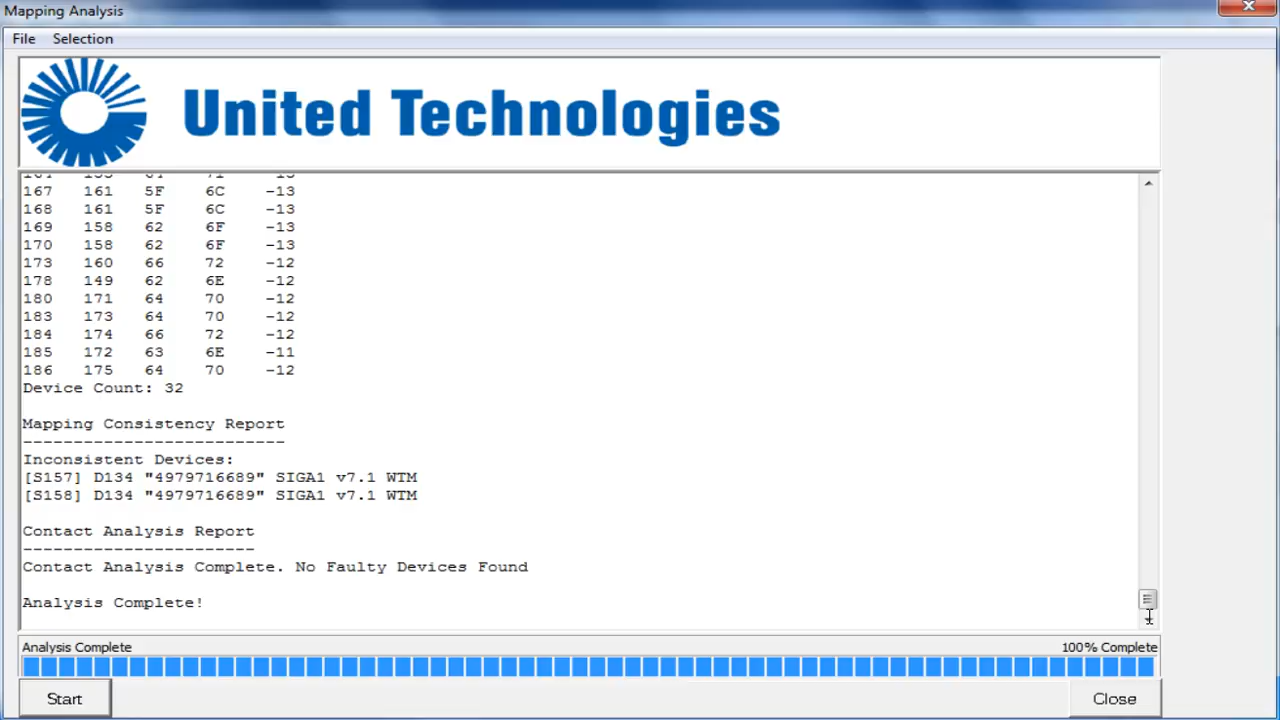 Mapping Analysis
File Selection
United Technologies
167 161 5F 6C -13
168 161 5F 6C -13
169 158 62 6F -13
170 158 62 6F -13
173 160 66 72 -12
178 149 62 6E -12
180 171 64 70 -12
183 173 64 70 -12
184 174 66 72 -12
185 172 63 6E -11
186 175 64 70 -12
Device Count: 32
Mapping Consistency Report
--------------------------
Inconsistent Devices:
[S157] D134 "4979716689" SIGA1 v7.1 WTM
[S158] D134 "4979716689" SIGA1 v7.1 WTM
Contact Analysis Report
-----------------------
Contact Analysis Complete. No Faulty Devices Found
Analysis Complete!
Analysis Complete 100% Complete
Start Close